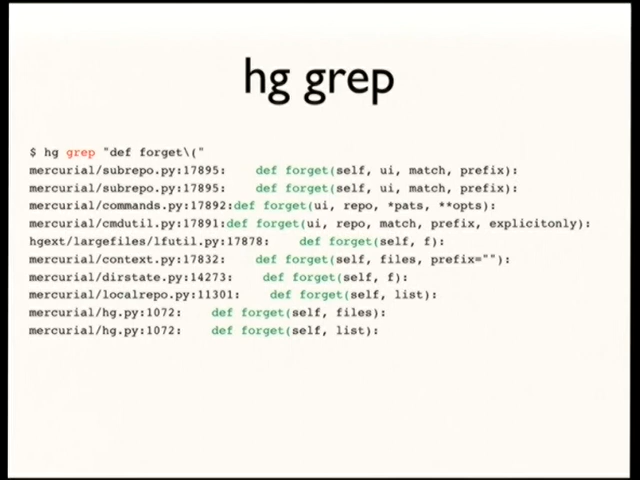 hg grep
$ hg grep "def forget\("
mercurial/subrepo.py:17895:    def forget(self, ui, match, prefix):
mercurial/subrepo.py:17895:    def forget(self, ui, match, prefix):
mercurial/commands.py:17892:def forget(ui, repo, *pats, **opts):
mercurial/cmdutil.py:17891:def forget(ui, repo, match, prefix, explicitonly):
hgext/largefiles/lfutil.py:17878:    def forget(self, f):
mercurial/context.py:17832:    def forget(self, files, prefix=""):
mercurial/dirstate.py:14273:    def forget(self, f):
mercurial/localrepo.py:11301:    def forget(self, list):
mercurial/hg.py:1072:    def forget(self, files):
mercurial/hg.py:1072:    def forget(self, list):